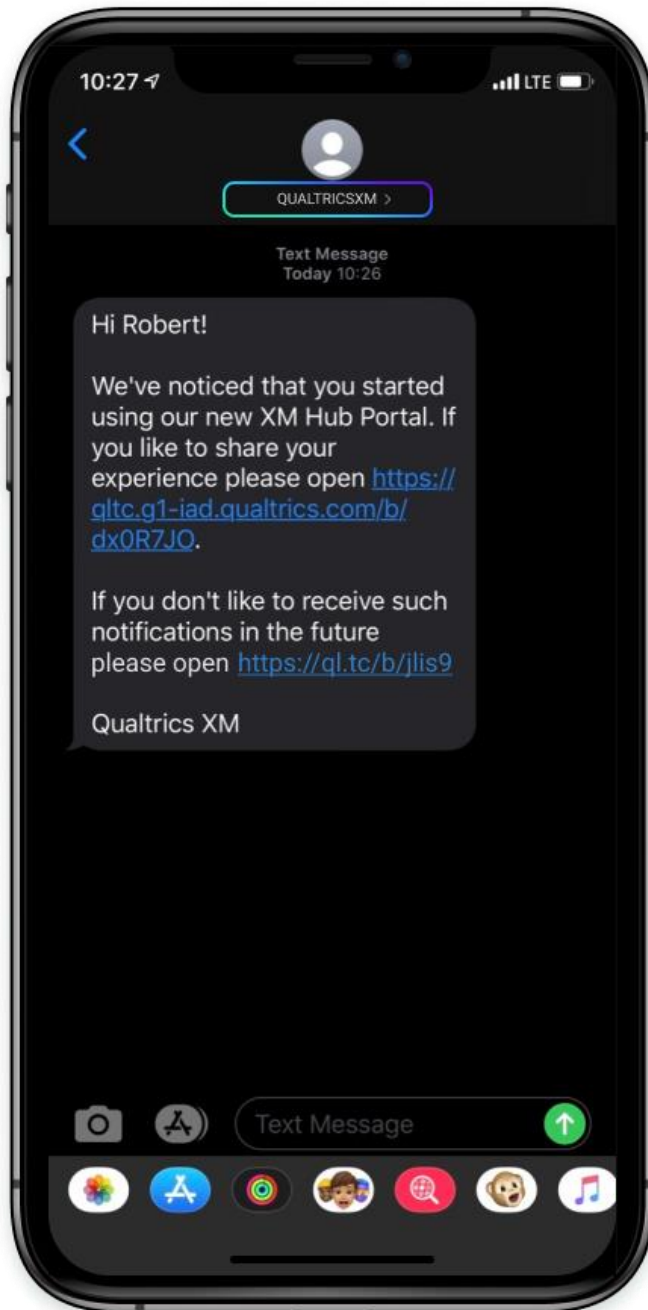 10:27
LTE
QUALTRICSXM >
Text Message
Today 10:26
Hi Robert!
We've noticed that you started
using our new XM Hub Portal. If
you like to share your
experience please open https://
qltc.g1-iad.qualtrics.com/b/
dx0R7JO.
If you don't like to receive such
notifications in the future
please open https://ql.tc/b/jlis9
Qualtrics XM
Text Message